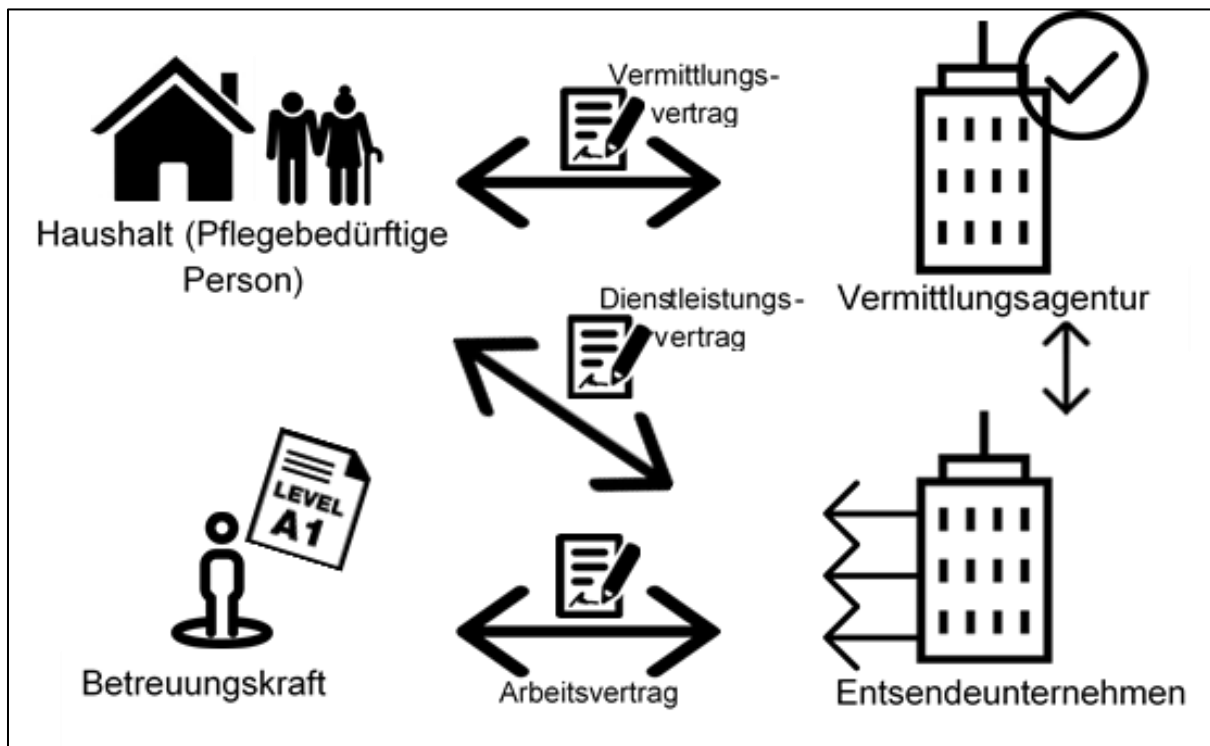 Vermittlungs-
vertrag
Haushalt (Pflegebedürftige
Person)
Vermittlungsagentur
Dienstleistungs-
vertrag
LEVEL
A1
Betreuungskraft
Arbeitsvertrag
Entsendeunternehmen